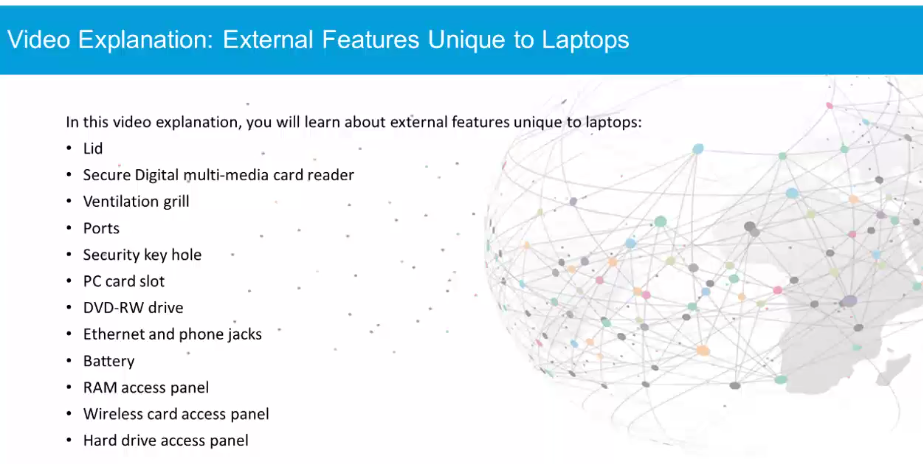 Video Explanation: External Features Unique to Laptops
In this video explanation, you will learn about external features unique to laptops:
• Lid
• Secure Digital multi-media card reader
• Ventilation grill
• Ports
• Security key hole
• PC card slot
• DVD-RW drive
• Ethernet and phone jacks
• Battery
• RAM access panel
• Wireless card access panel
• Hard drive access panel